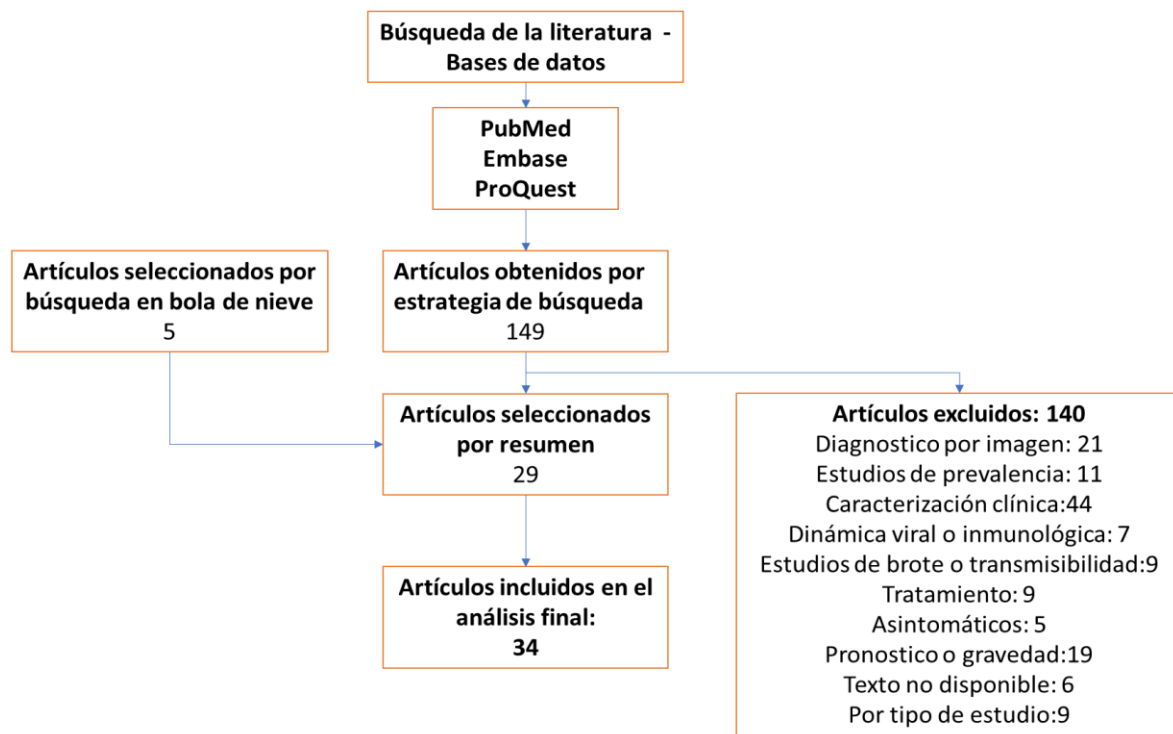 Búsqueda de la literatura -
Bases de datos
PubMed
Embase
ProQuest
Artículos seleccionados por
búsqueda en bola de nieve
5
Artículos obtenidos por
estrategia de búsqueda
149
Artículos seleccionados
por resumen
29
Artículos excluidos: 140
Diagnostico por imagen: 21
Estudios de prevalencia: 11
Caracterización clínica:44
Dinámica viral o inmunológica: 7
Estudios de brote o transmisibilidad:9
Tratamiento: 9
Asintomáticos: 5
Pronostico o gravedad:19
Texto no disponible: 6
Por tipo de estudio:9
Artículos incluidos en el
análisis final:
34